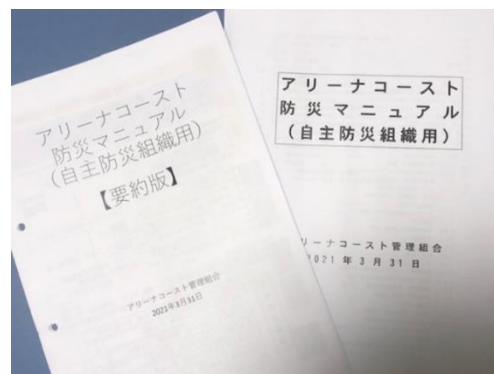 アリーナコースト
防災マニュアル
（自主防災組織用）
【要約版】
アリーナコースト管理組合
2021年3月31日
アリーナコースト
防災マニュアル
（自主防災組織用）
リーナコースト管理組合
2021年3月31日